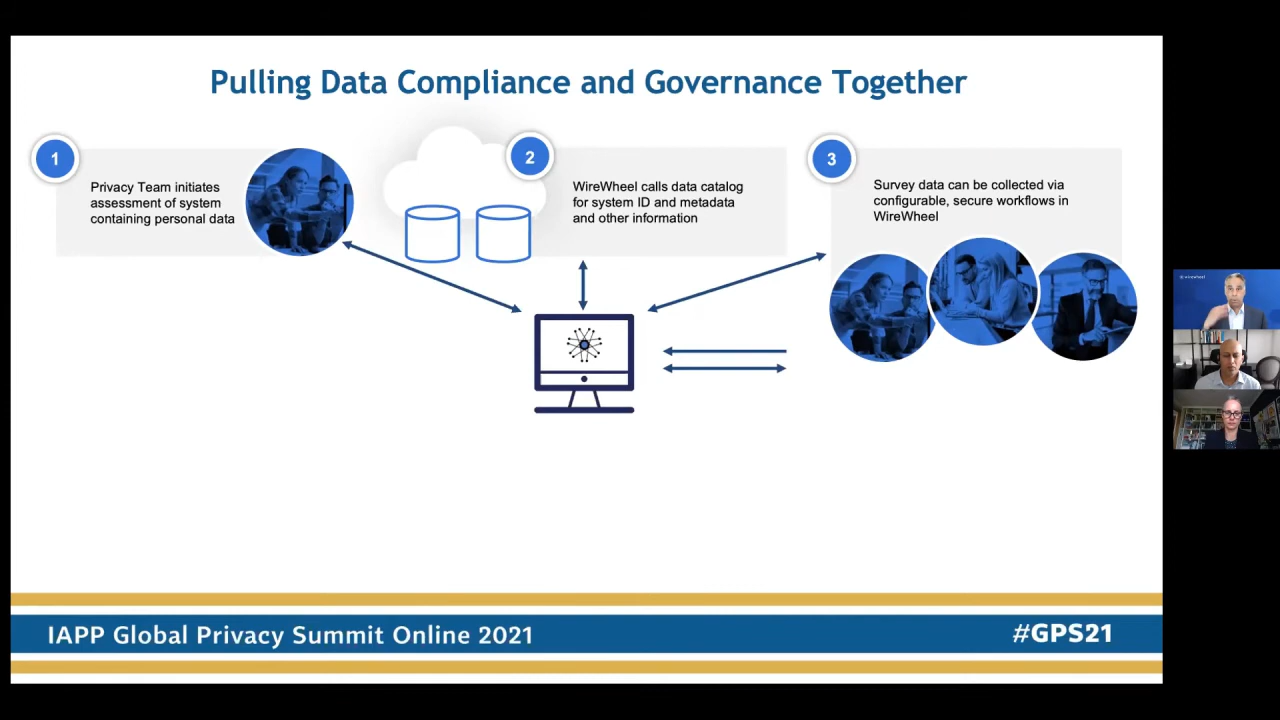 Pulling Data Compliance and Governance Together
1
Privacy Team initiates
assessment of system
containing personal data
2
WireWheel calls data catalog
for system ID and metadata
and other information
3
Survey data can be collected via
configurable, secure workflows in
WireWheel
wirewheel
IAPP Global Privacy Summit Online 2021
#GPS21